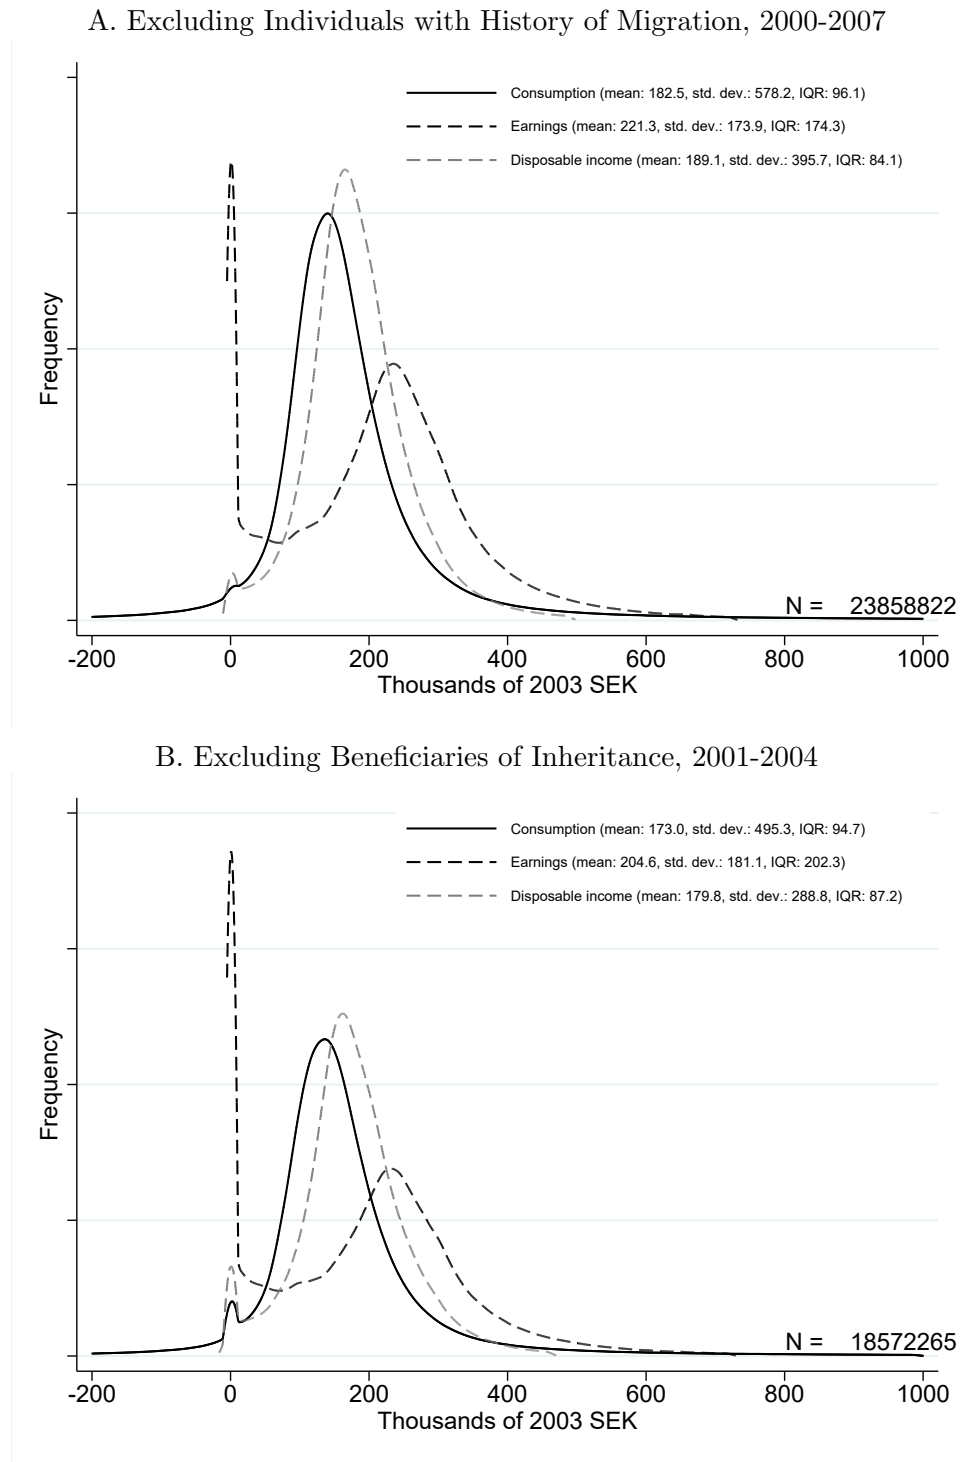 A. Excluding Individuals with History of Migration, 2000-2007
Consumption (mean: 182.5, std. dev.: 578.2, IQR: 96.1)
Earnings (mean: 221.3, std. dev.: 173.9, IQR: 174.3)
Disposable income (mean: 189.1, std. dev.: 395.7, IQR: 84.1)
Frequency
N = 23858822
-200 0 200 400 600 800 1000
Thousands of 2003 SEK
B. Excluding Beneficiaries of Inheritance, 2001-2004
Consumption (mean: 173.0, std. dev.: 495.3, IQR: 94.7)
Earnings (mean: 204.6, std. dev.: 181.1, IQR: 202.3)
Disposable income (mean: 179.8, std. dev.: 288.8, IQR: 87.2)
Frequency
N = 18572265
-200 0 200 400 600 800 1000
Thousands of 2003 SEK